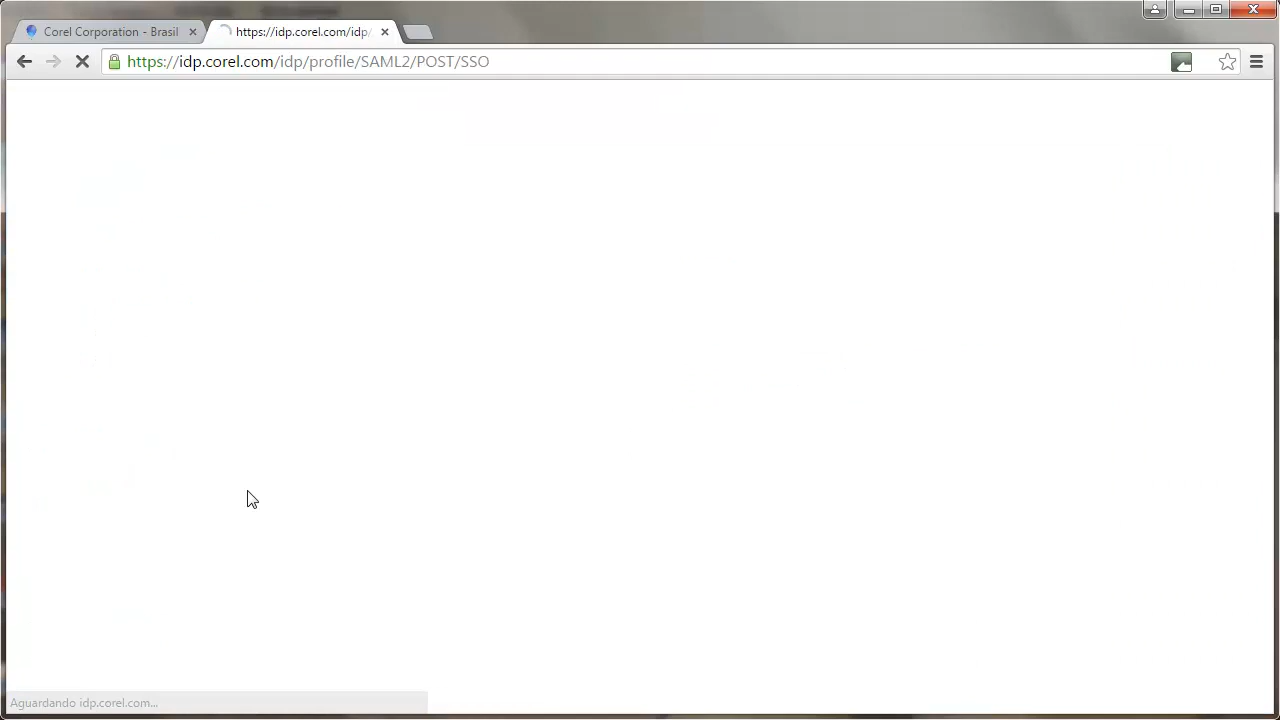 Corel Corporation - Brasil
https://idp.corel.com/idp/
https://idp.corel.com/idp/profile/SAML2/POST/SSO
Aguardando idp.corel.com...